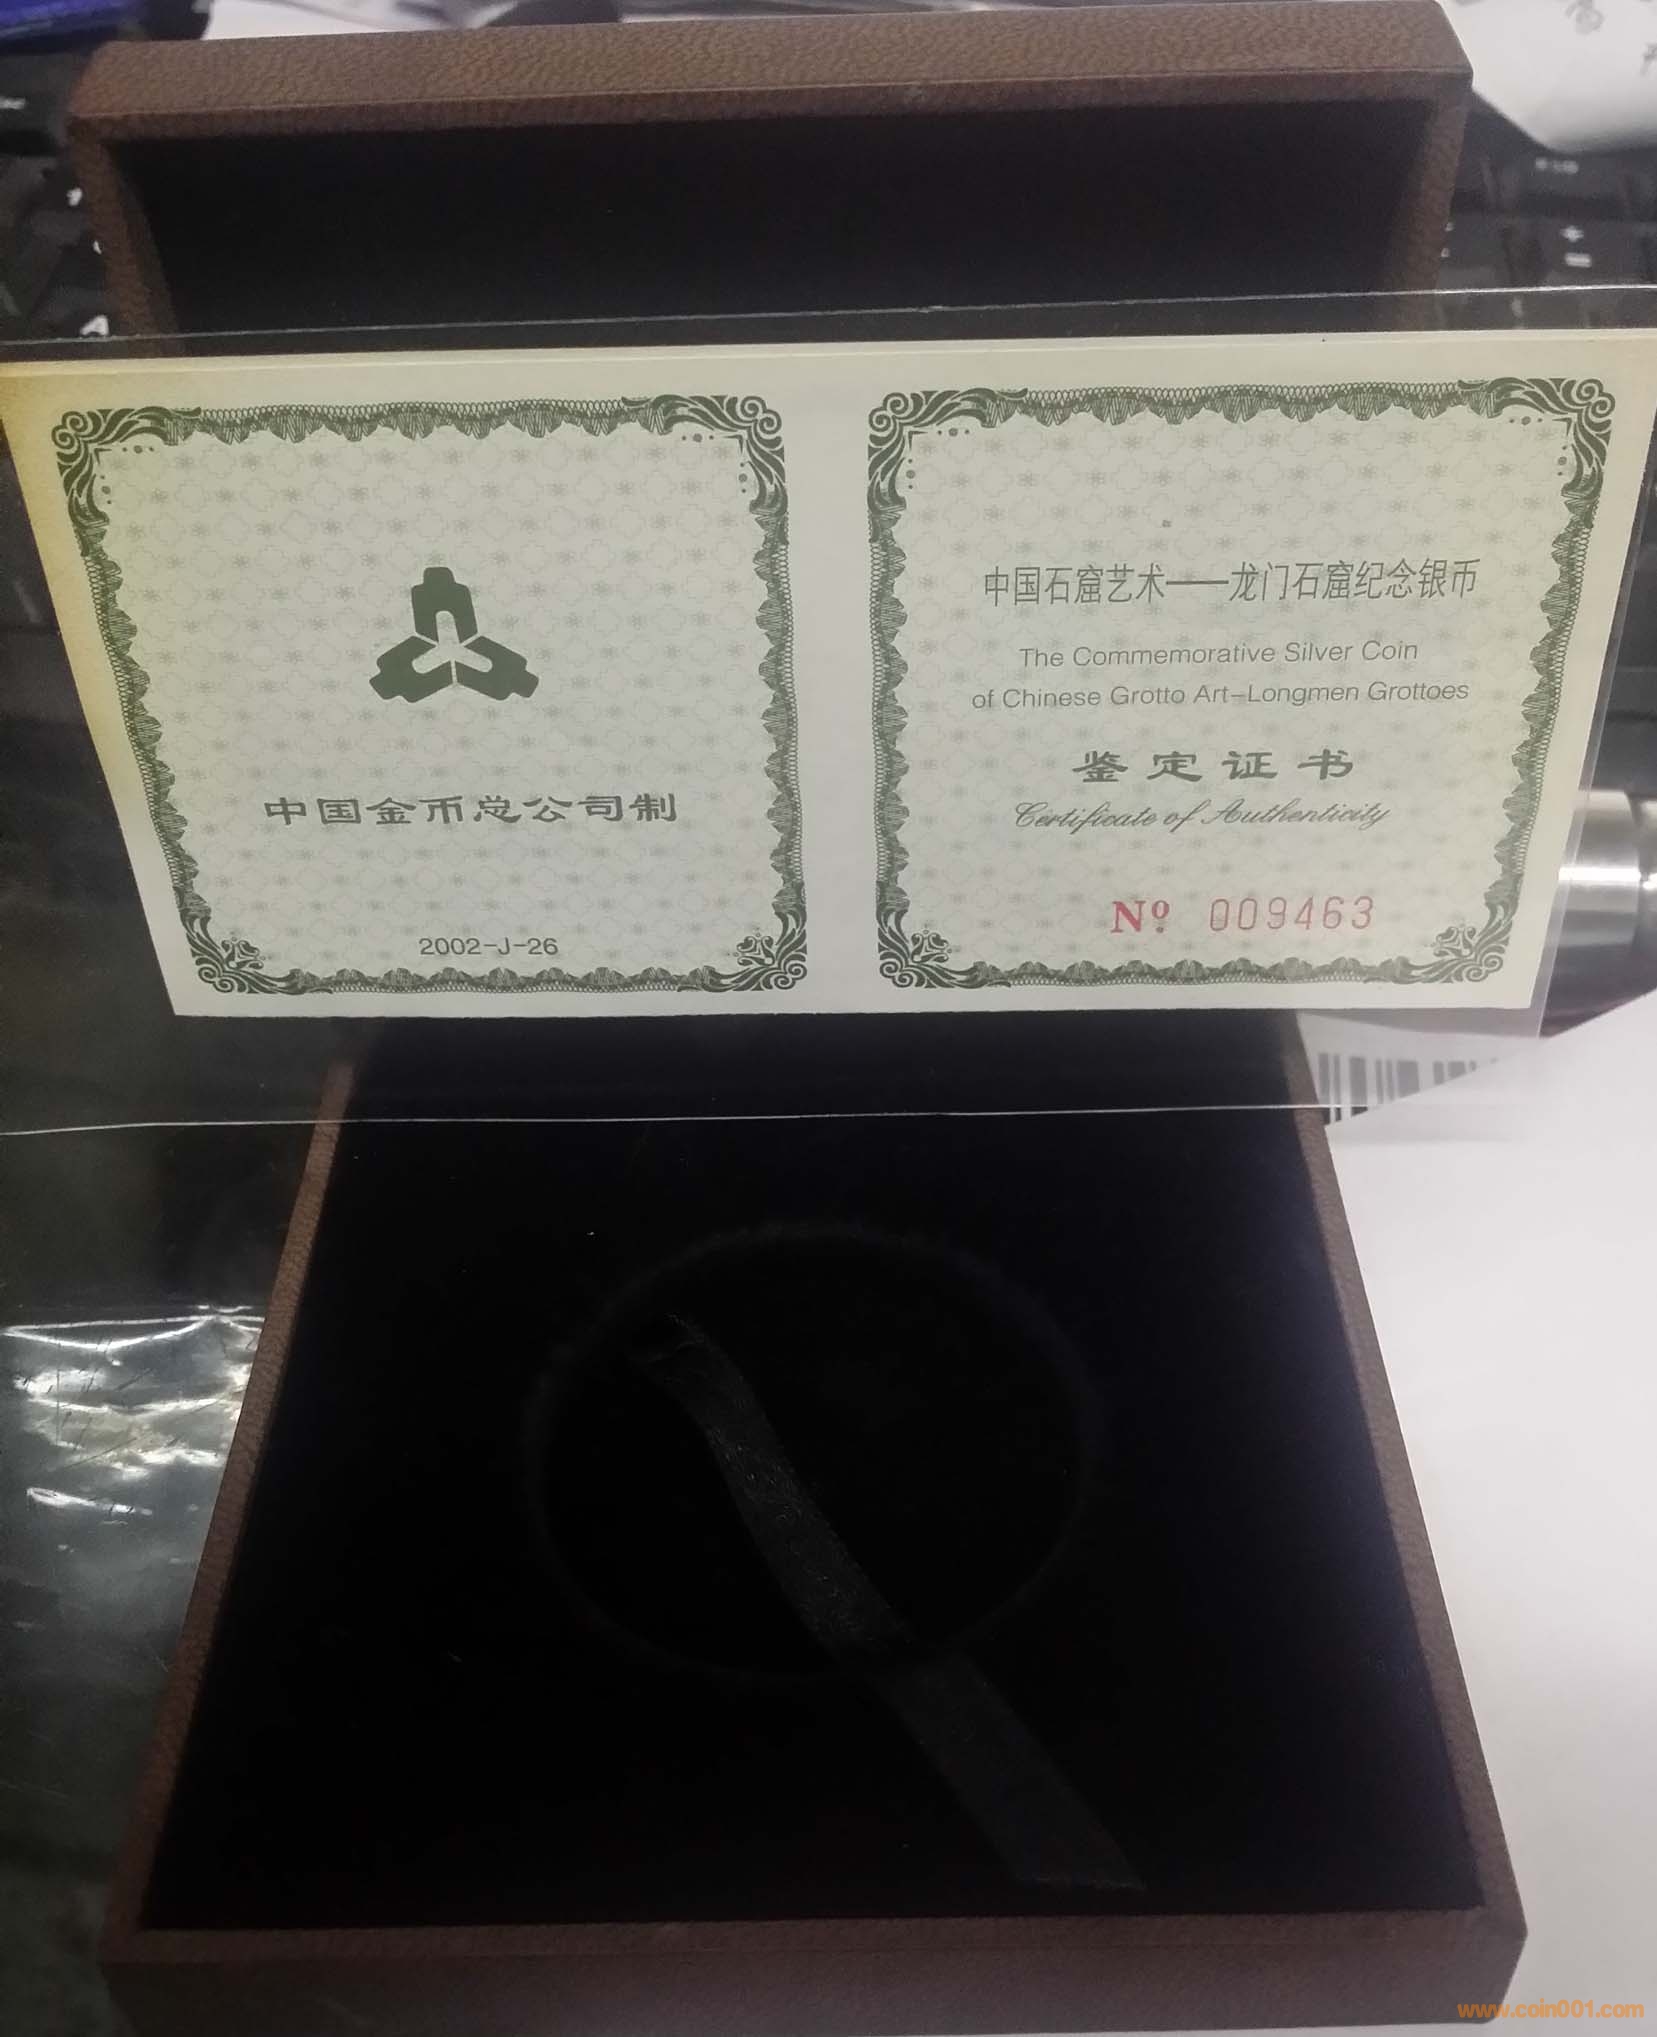 中国金币总公司制
2002-J-26
中国石窟艺术——龙门石窟纪念银币
The Commemorative Silver Coin
of Chinese Grotto Art-Longmen Grottoes
鉴定证书
Certificate of Authenticity
Nº 009463
www.coin001.com